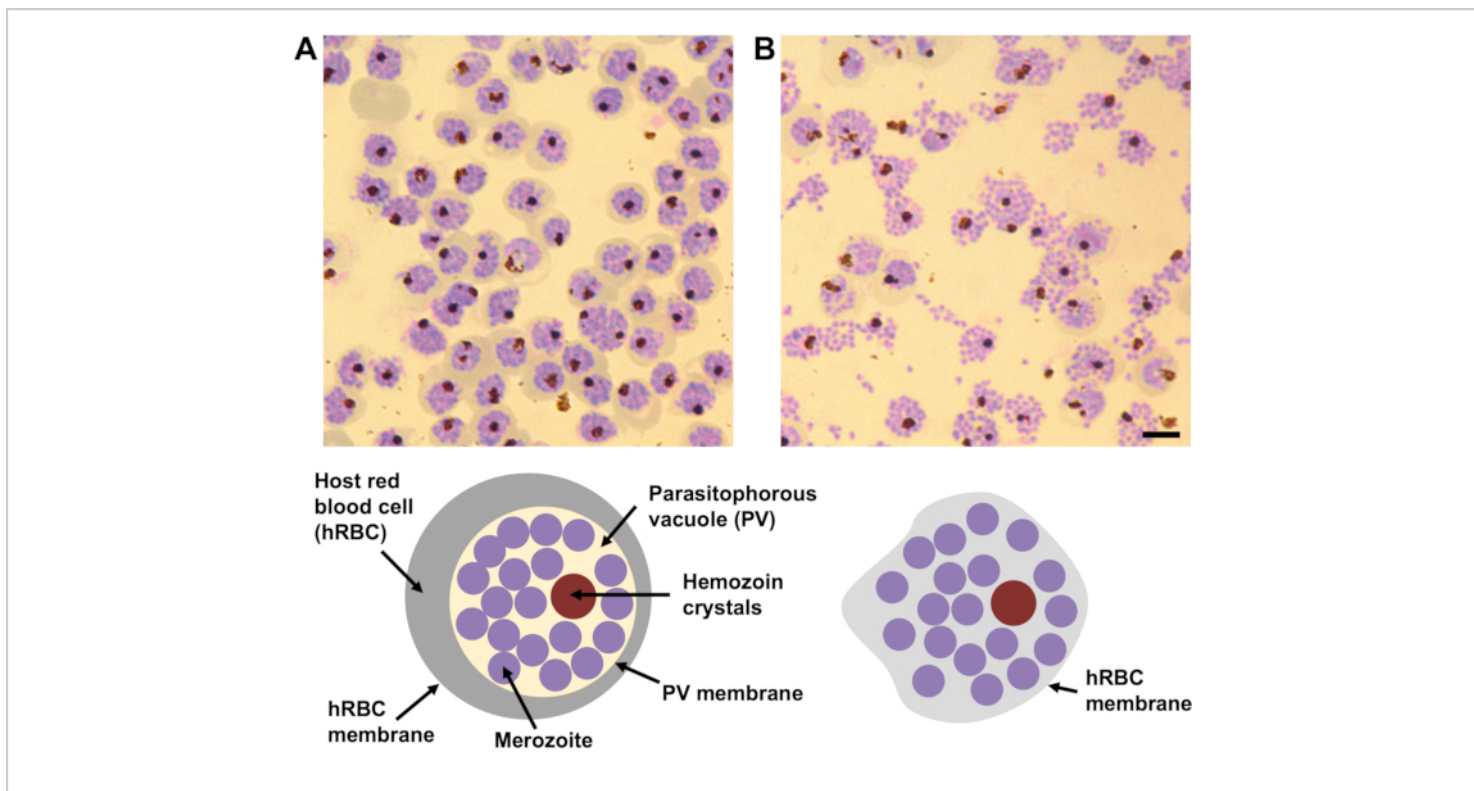 A
B
Host red
blood cell
(hRBC)
Parasitophorous
vacuole (PV)
Hemozoin
crystals
PV membrane
hRBC
membrane
Merozoite
hRBC
membrane